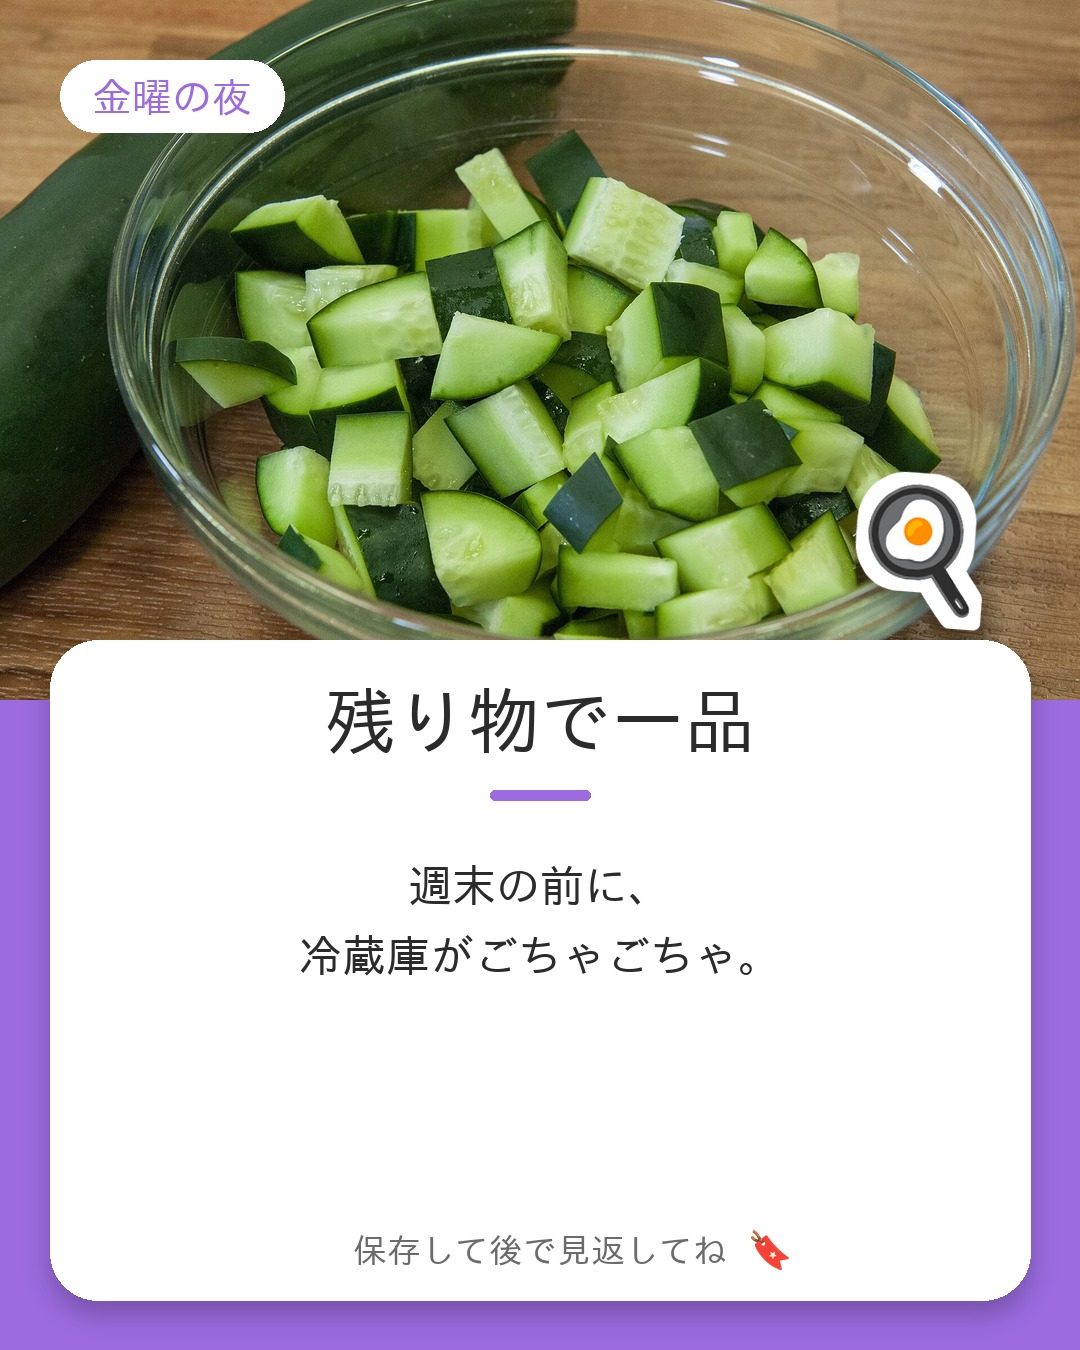 金曜の夜
残り物で一品
週末の前に、
冷蔵庫がごちゃごちゃ。
保存して後で見返してね